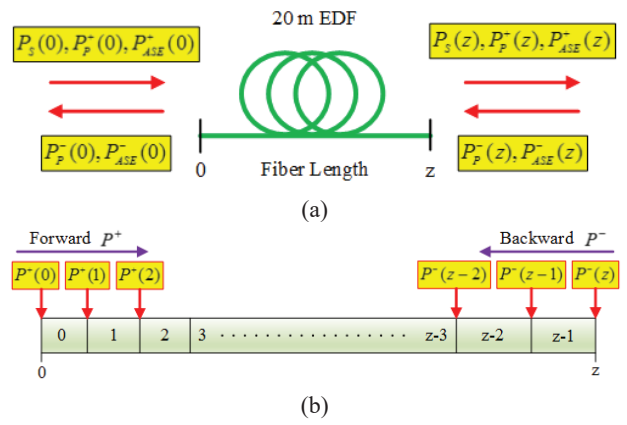 20 m EDF
P_S(0), P_P^+(0), P_ASE^+(0)
P_S(z), P_P^+(z), P_ASE^+(z)
P_P^-(0), P_ASE^-(0)
0
Fiber Length
z
P_P^-(z), P_ASE^-(z)
(a)
Forward P^+
Backward P^-
P^+(0) P^+(1) P^+(2)
P^-(z-2) P^-(z-1) P^-(z)
0 1 2 3 .................. z-3 z-2 z-1
0 z
(b)